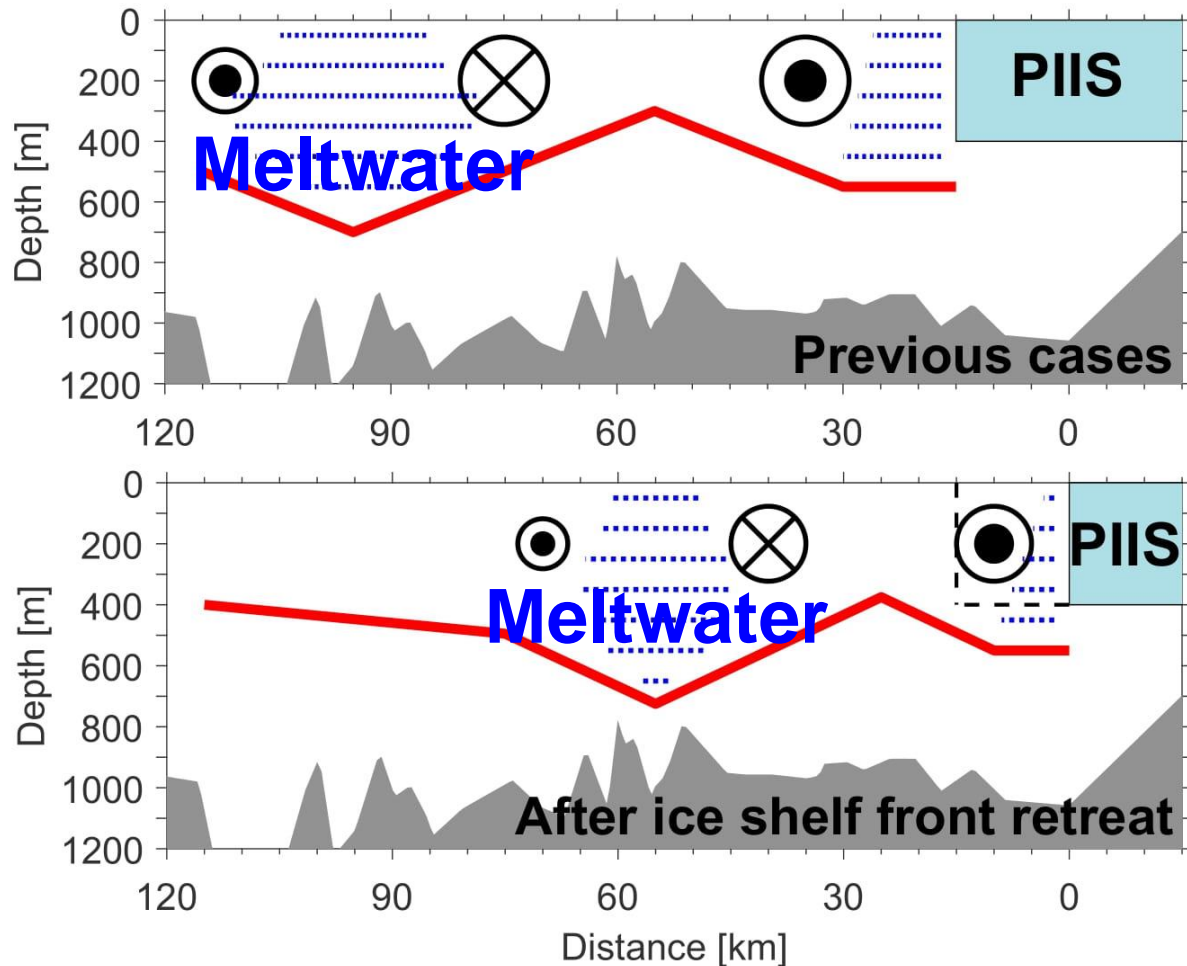 0
200
400
600
800
1000
1200
Depth [m]
PIIS
Meltwater
Previous cases
120
90
60
30
0
0
200
400
600
800
1000
1200
Depth [m]
PIIS
Meltwater
After ice shelf front retreat
120
90
60
30
0
Distance [km]